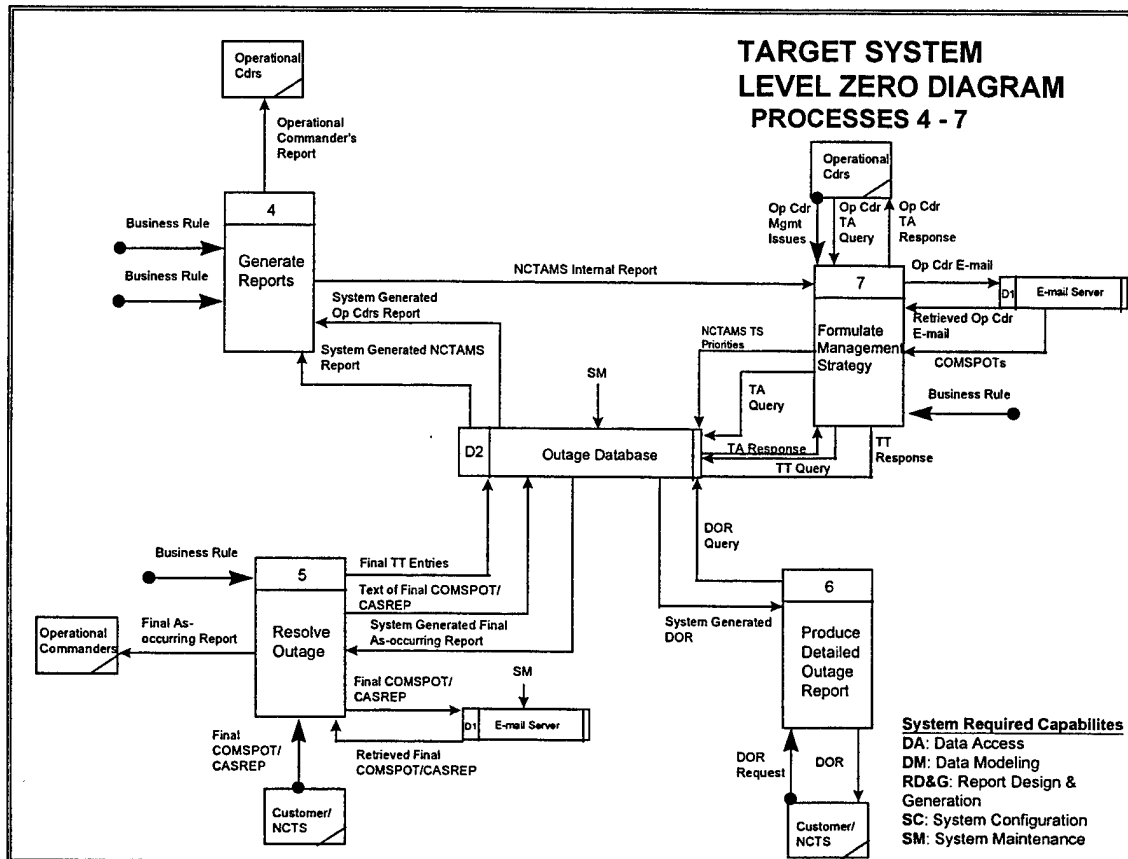 TARGET SYSTEM
LEVEL ZERO DIAGRAM
PROCESSES 4 - 7
Operational
Cdrs
Operational
Commander's
Report
4
Generate
Reports
Business Rule
Business Rule
NCTAMS Internal Report
System Generated
Op Cdrs Report
System Generated NCTAMS
Report
Operational
Cdrs
Op Cdr
Mgmt
Issues
Op Cdr
TA
Query
Op Cdr
TA
Response
7
Formulate
Management
Strategy
Op Cdr E-mail
D1
E-mail Server
Retrieved Op Cdr
E-mail
COMSPOTs
Business Rule
NCTAMS TS
Priorities
TA
Query
SM
D2
Outage Database
TA Response
TT Query
TT
Response
DOR
Query
Business Rule
5
Resolve
Outage
Final TT Entries
Text of Final COMSPOT/
CASREP
System Generated Final
As-occurring Report
Operational
Commanders
Final As-
occurring Report
Final COMSPOT/
CASREP
SM
D1
E-mail Server
Retrieved Final
COMSPOT/CASREP
Final
COMSPOT/
CASREP
Customer/
NCTS
System Generated
DOR
6
Produce
Detailed
Outage
Report
DOR
Request
DOR
Customer/
NCTS
System Required Capabilites
DA: Data Access
DM: Data Modeling
RD&G: Report Design &
Generation
SC: System Configuration
SM: System Maintenance